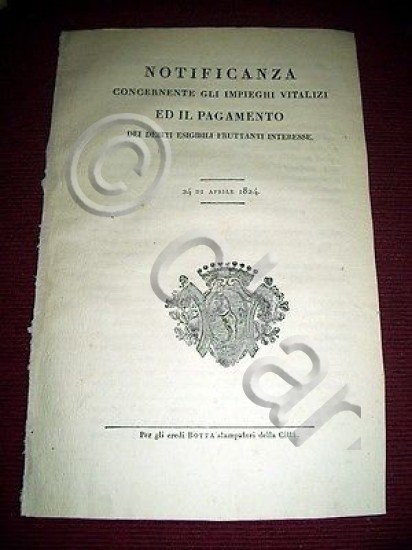 NOTIFICANZA
CONCERNENTE GLI IMPIEGHI VITALIZI
ED IL PAGAMENTO
DEI DEBITI ESIGIBILI FRUTTANTI INTERESSE.
24 DI APRILE 1824.
Per gli eredi BOTTA stampatori della Città.